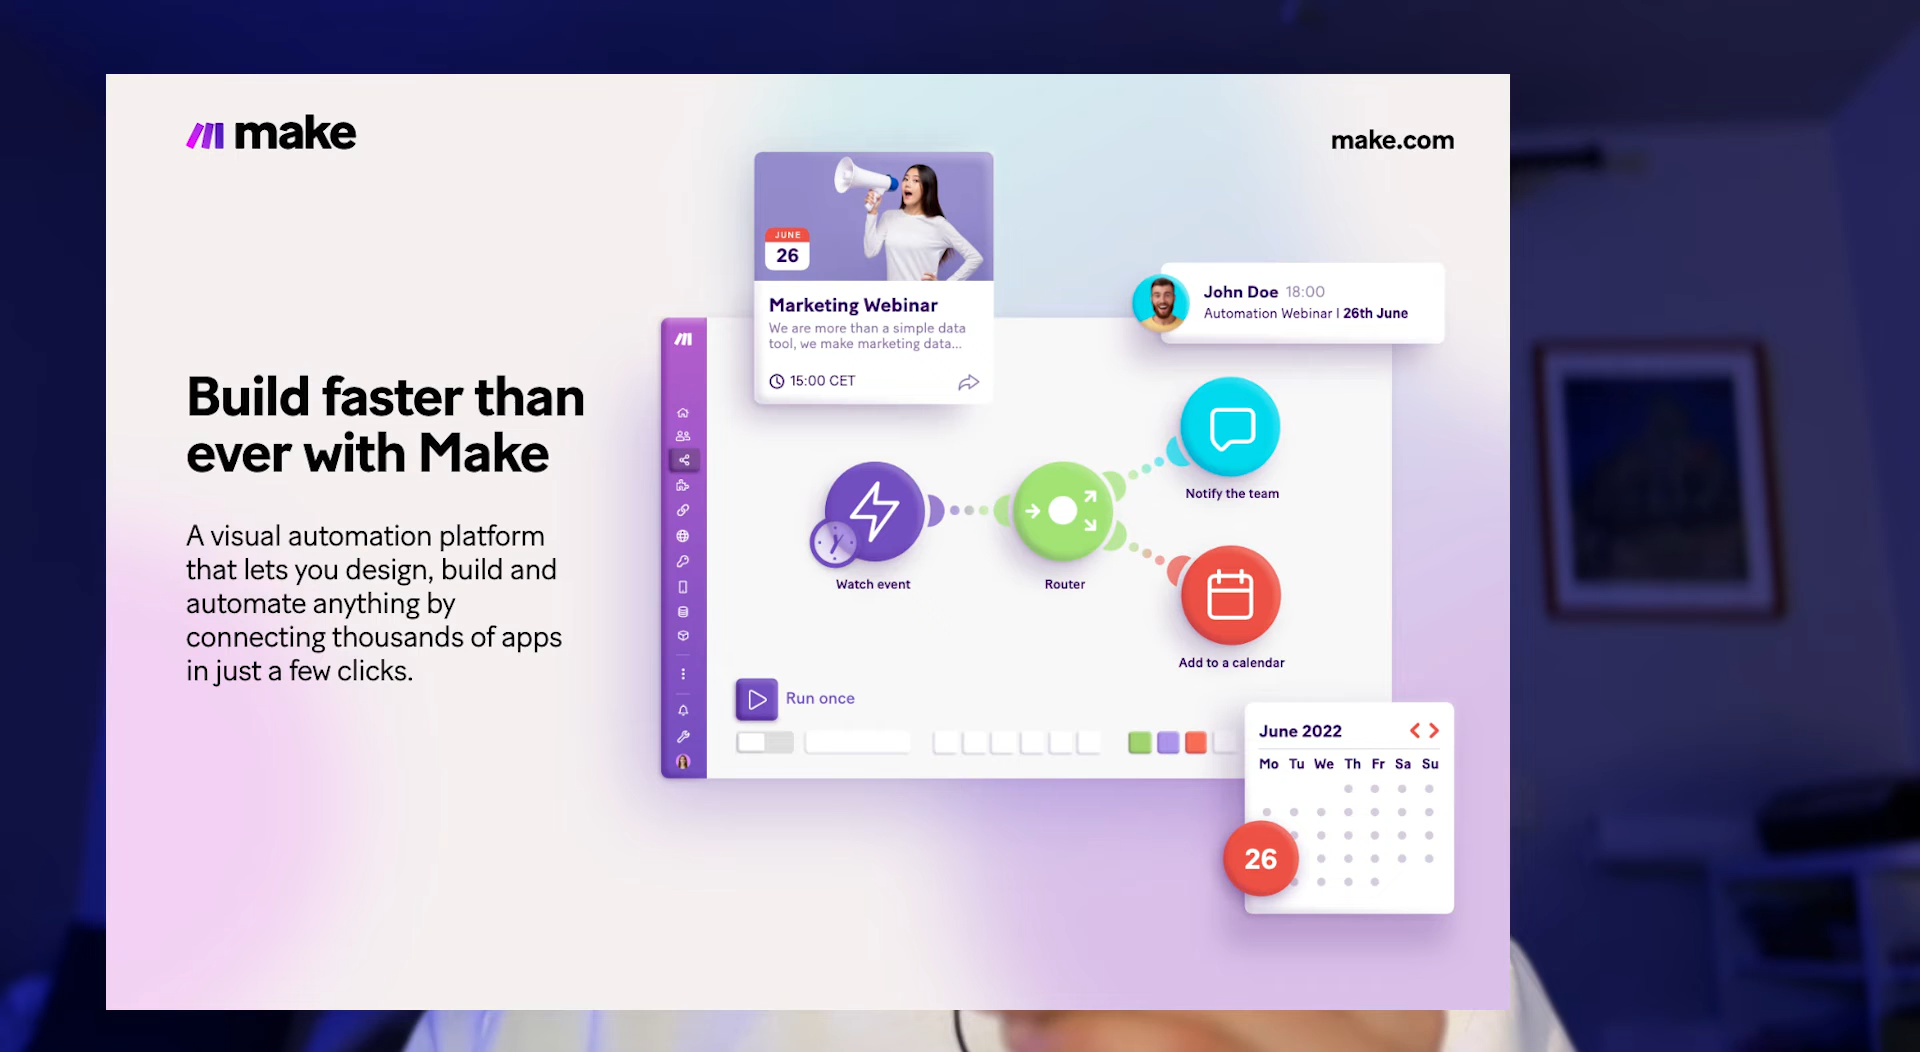 make
make.com
JUNE
26
Marketing Webinar
We are more than a simple data
tool, we make marketing data...
15:00 CET
John Doe 18:00
Automation Webinar | 26th June
Build faster than
ever with Make
A visual automation platform
that lets you design, build and
automate anything by
connecting thousands of apps
in just a few clicks.
Watch event
Router
Notify the team
Add to a calendar
Run once
June 2022
Mo Tu We Th Fr Sa Su
26